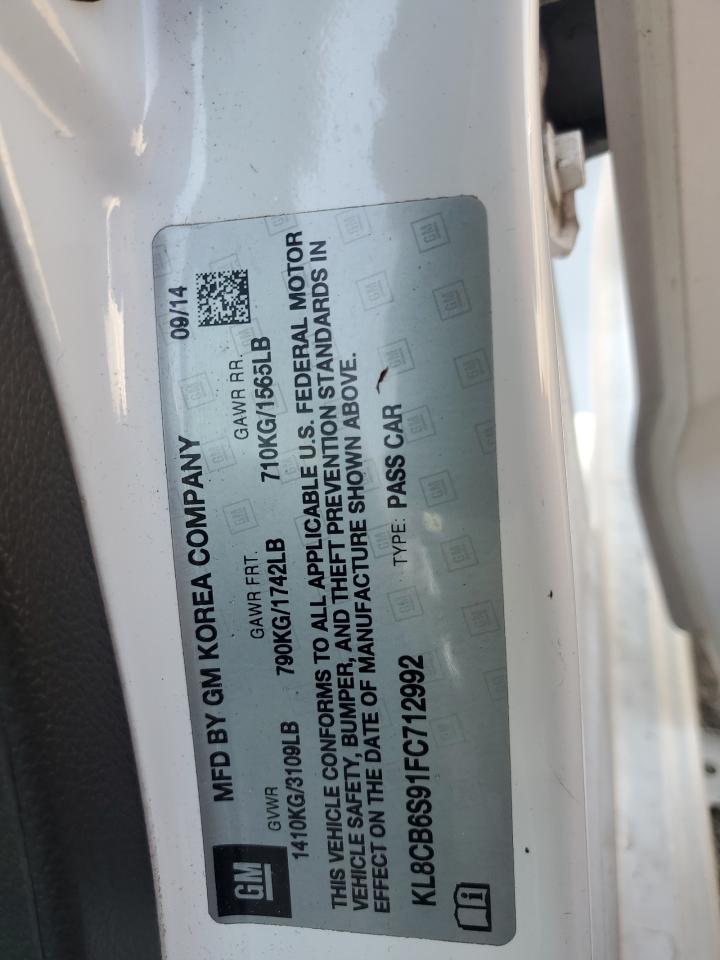 MFD BY GM KOREA COMPANY 09/14
GM
GVWR GAWR FRT. GAWR RR.
1410KG/3109LB 790KG/1742LB 710KG/1565LB
THIS VEHICLE CONFORMS TO ALL APPLICABLE U.S. FEDERAL MOTOR
VEHICLE SAFETY, BUMPER, AND THEFT PREVENTION STANDARDS IN
EFFECT ON THE DATE OF MANUFACTURE SHOWN ABOVE.
KL8CB6S91FC712992 TYPE: PASS CAR